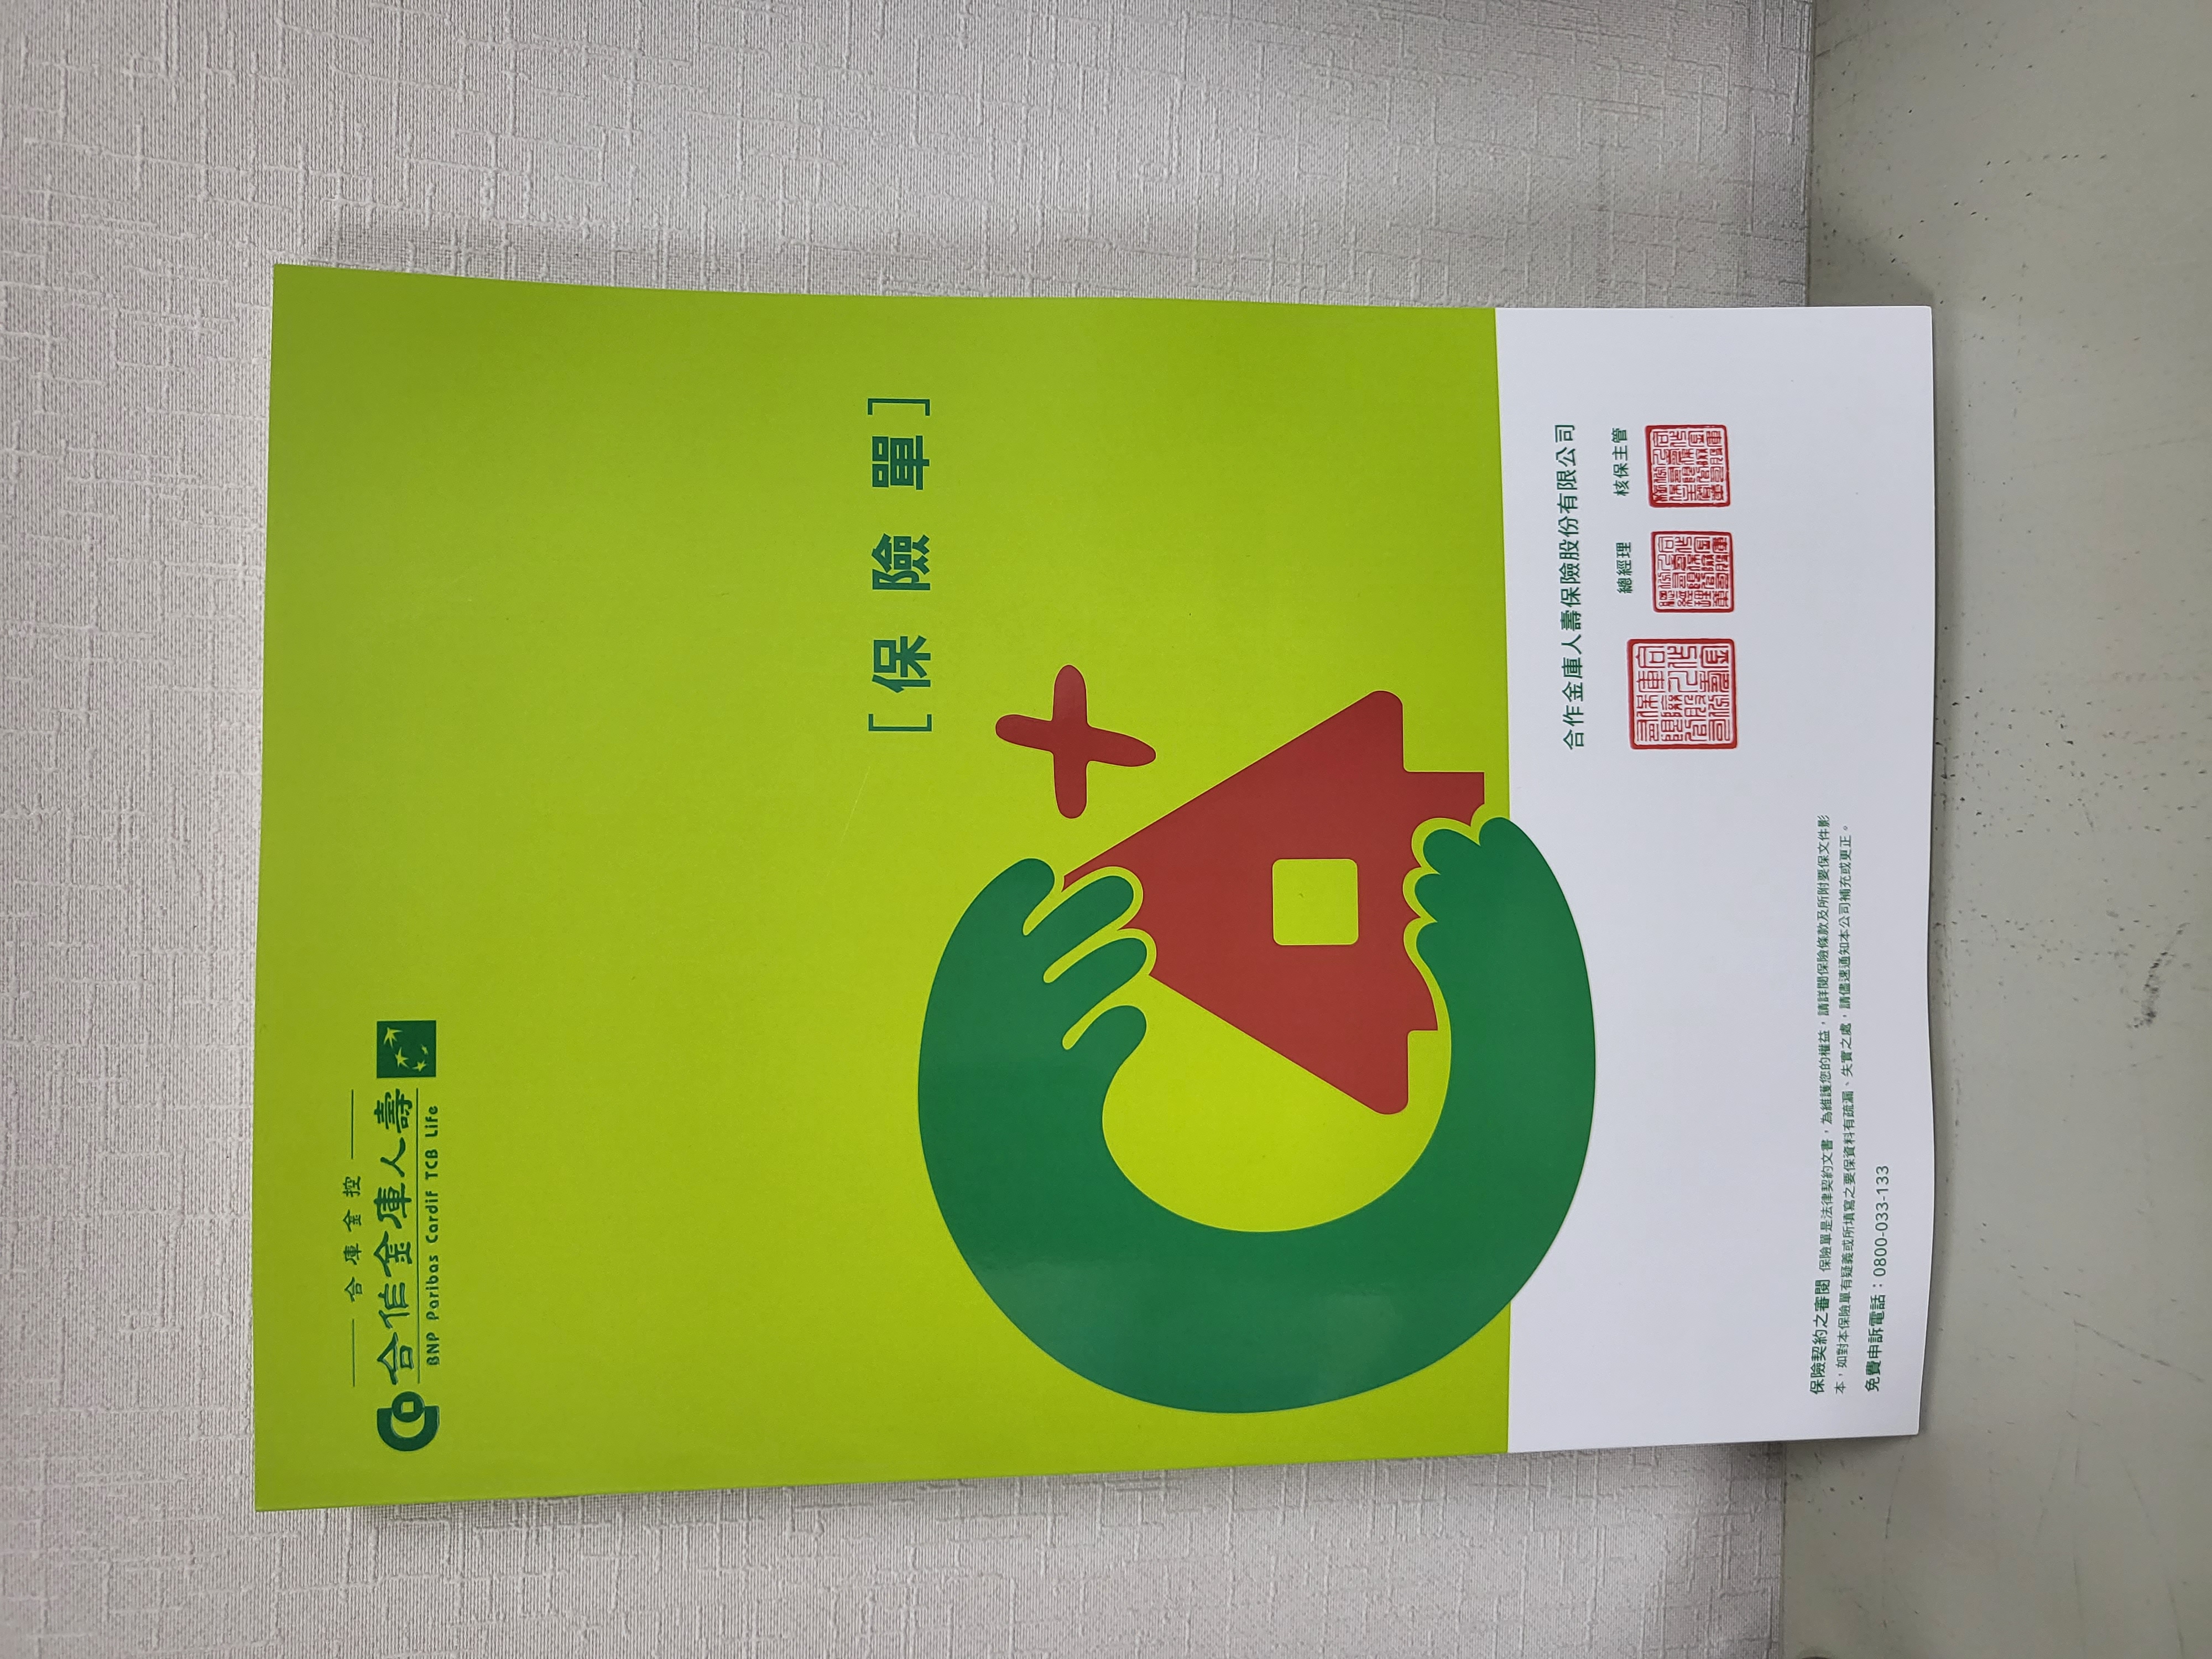 合庫金控
合作金庫人壽
BNP Paribas Cardif TCB Life
[保險單]
合作金庫人壽保險股份有限公司
總經理 核保主管
保險契約之審閱 保險單是法律契約文書，為維護您的權益，請詳閱保險條款及所附要保文件影
本，如對本保險單有疑義或所填寫之要保資料有疏漏、失實之處，請儘速通知本公司補充或更正。
免費申訴電話：0800-033-133